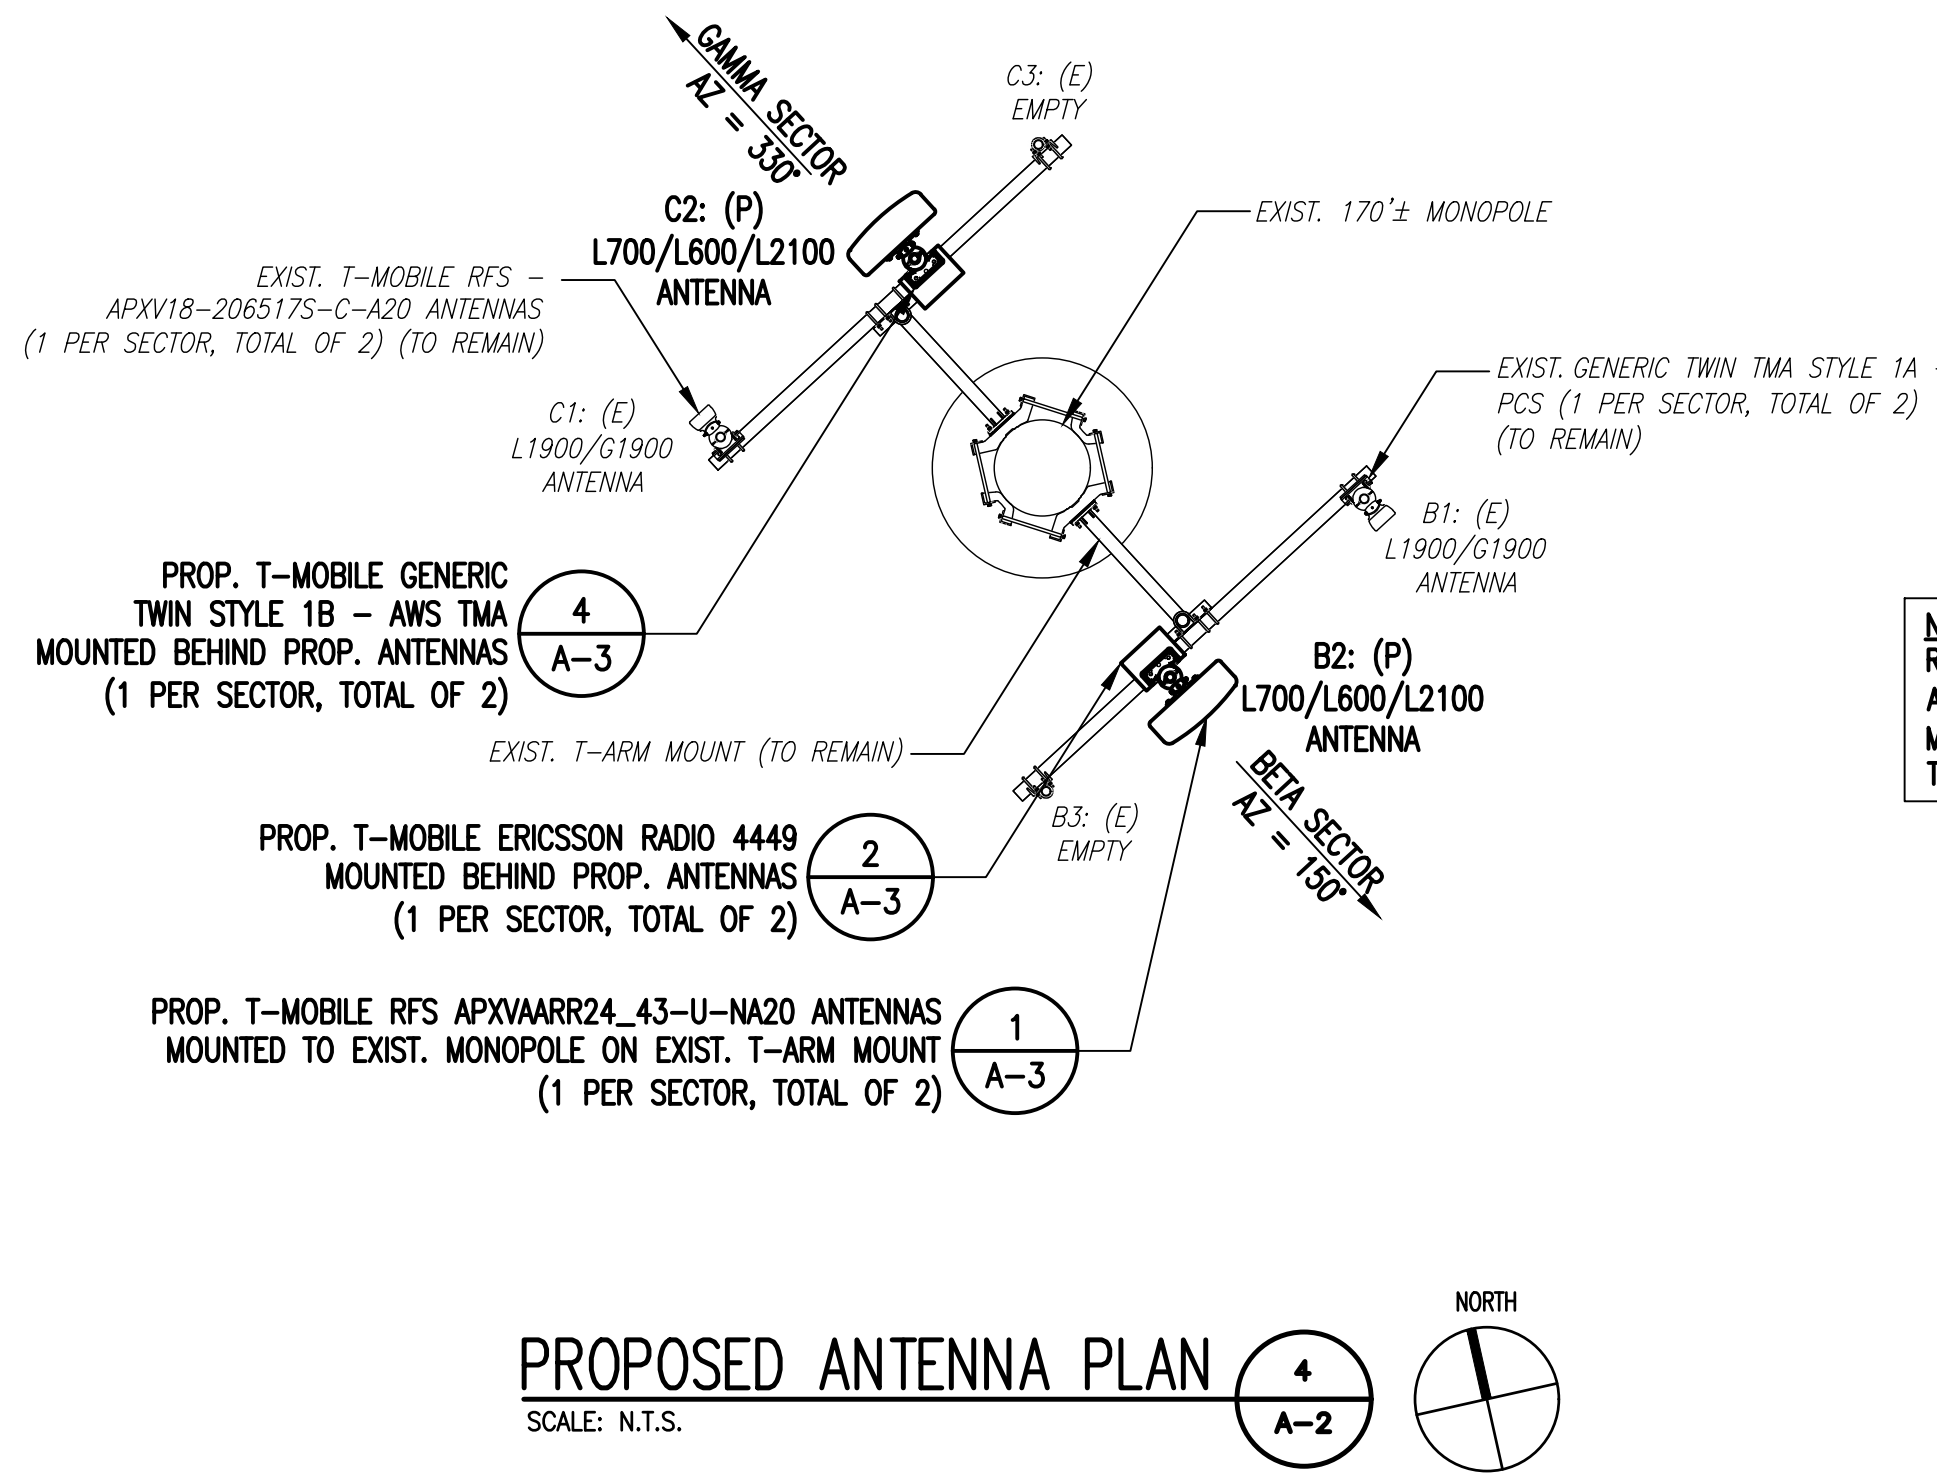 GAMMA SECTOR
AZ = 330°
C3: (E)
EMPTY
C2: (P)
L700/L600/L2100
ANTENNA
EXIST. 170'± MONOPOLE
EXIST. T-MOBILE RFS -
APXV18-206517S-C-A20 ANTENNAS
(1 PER SECTOR, TOTAL OF 2) (TO REMAIN)
EXIST. GENERIC TWIN TMA STYLE 1A -
PCS (1 PER SECTOR, TOTAL OF 2)
(TO REMAIN)
C1: (E)
L1900/G1900
ANTENNA
B1: (E)
L1900/G1900
ANTENNA
PROP. T-MOBILE GENERIC
TWIN STYLE 1B - AWS TMA
MOUNTED BEHIND PROP. ANTENNAS
(1 PER SECTOR, TOTAL OF 2)
4
A-3
B2: (P)
L700/L600/L2100
ANTENNA
EXIST. T-ARM MOUNT (TO REMAIN)
BETA SECTOR
AZ = 150°
B3: (E)
EMPTY
PROP. T-MOBILE ERICSSON RADIO 4449
MOUNTED BEHIND PROP. ANTENNAS
(1 PER SECTOR, TOTAL OF 2)
2
A-3
PROP. T-MOBILE RFS APXVAARR24_43-U-NA20 ANTENNAS
MOUNTED TO EXIST. MONOPOLE ON EXIST. T-ARM MOUNT
(1 PER SECTOR, TOTAL OF 2)
1
A-3
PROPOSED ANTENNA PLAN
SCALE: N.T.S.
4
A-2
NORTH